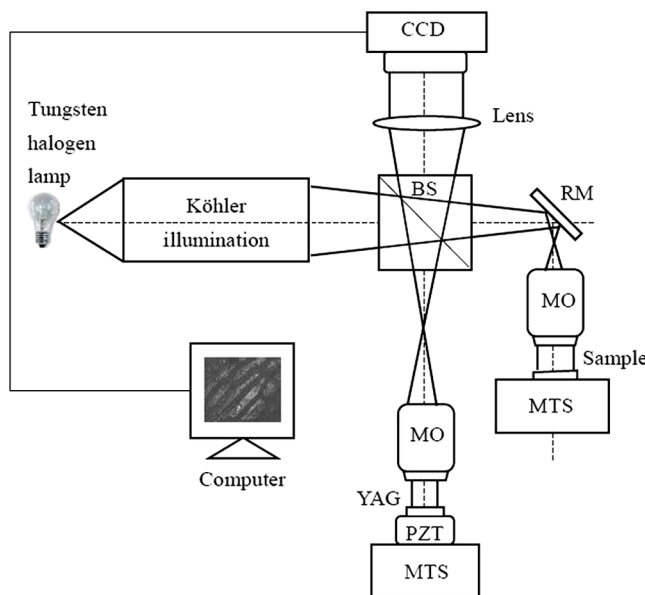 CCD
Tungsten
halogen
lamp
Lens
BS
RM
Köhler
illumination
MO
Sample
MTS
MO
Computer
YAG
PZT
MTS